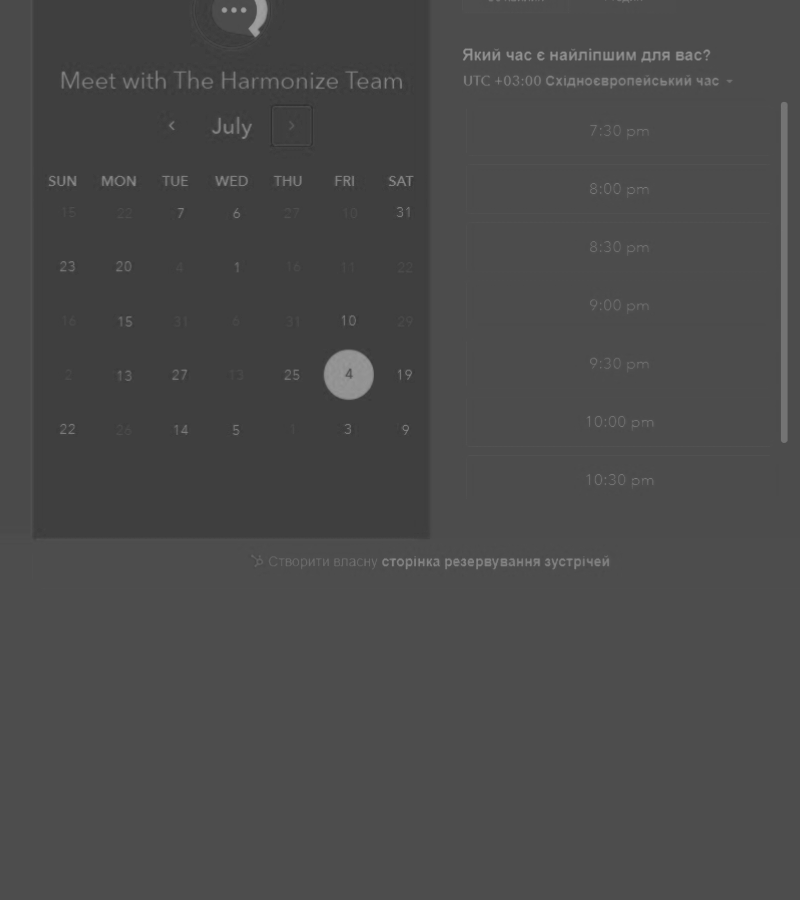 Meet with The Harmonize Team
July
SUN MON TUE WED THU FRI SAT
15 22 7 6 27 10 31
23 20 4 1 16 11 22
16 15 31 6 31 10 29
2 13 27 13 25 4 19
22 26 14 5 1 3 9
Який час є найліпшим для вас?
UTC +03:00 Східноєвропейський час
7:30 pm
8:00 pm
8:30 pm
9:00 pm
9:30 pm
10:00 pm
10:30 pm
Створити власну сторінка резервування зустрічей